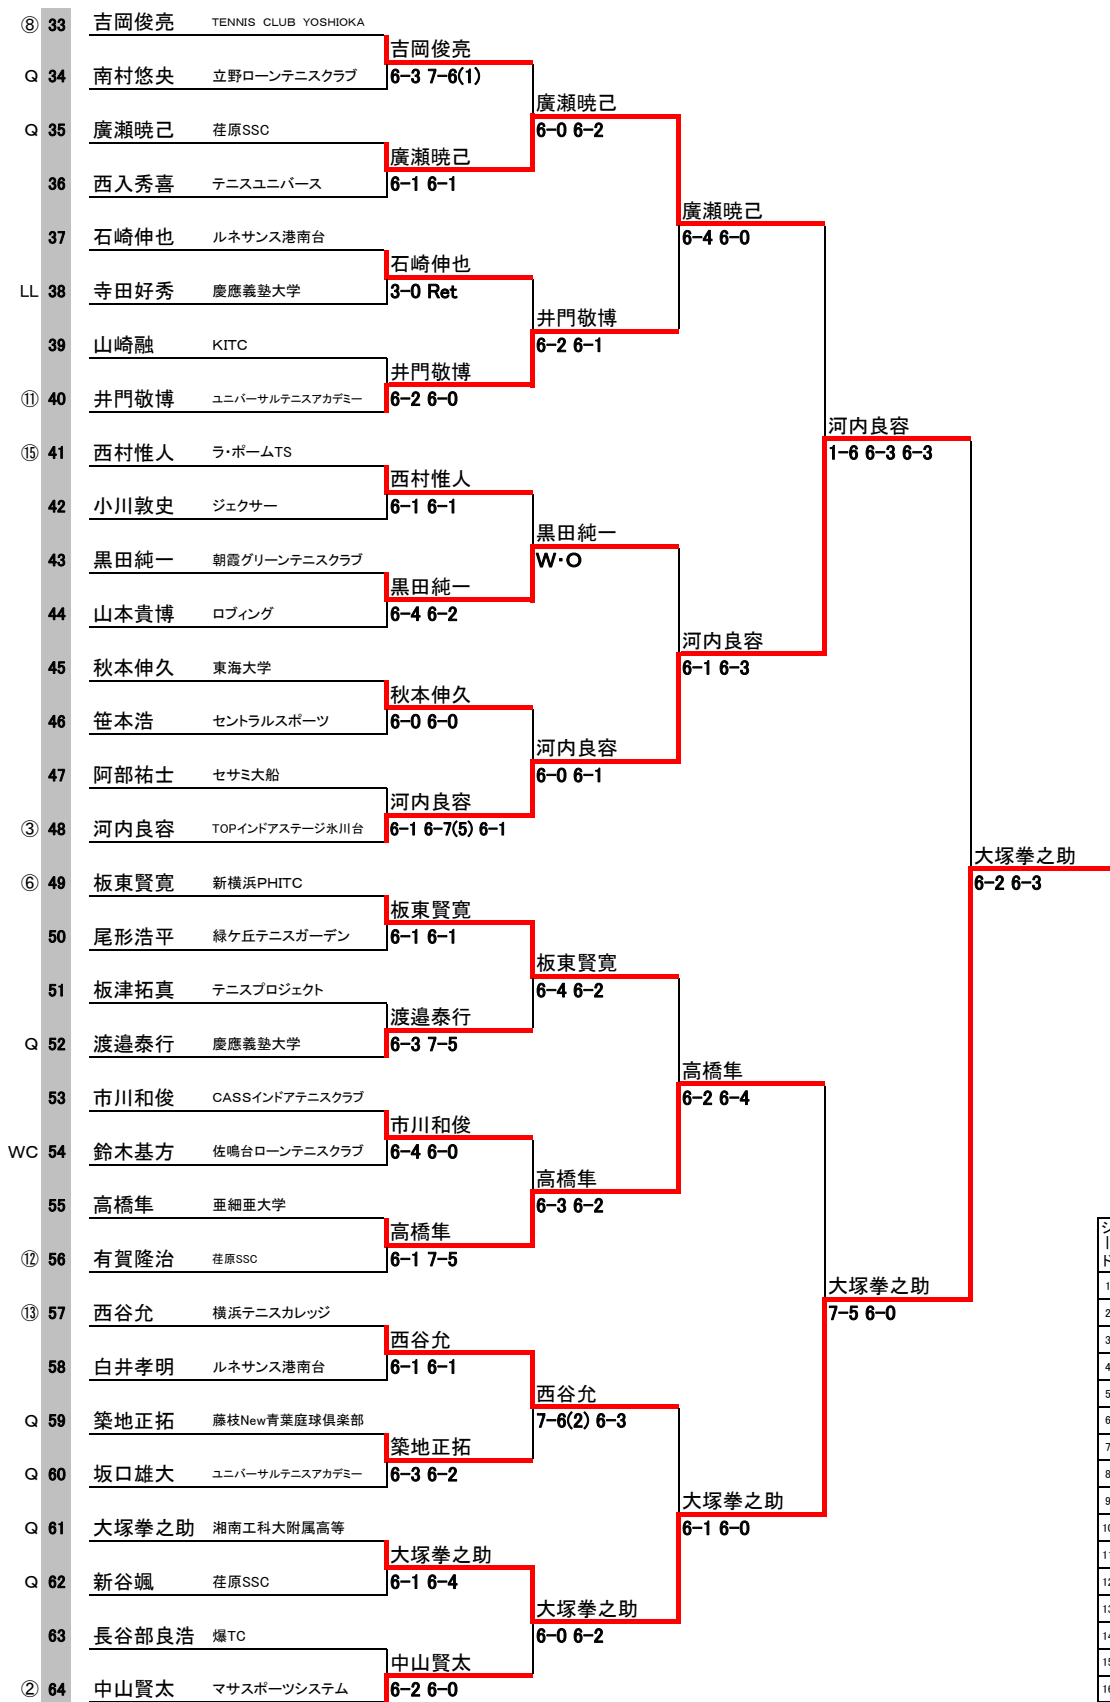 ⑧ 33 吉岡俊亮 TENNIS CLUB YOSHIOKA
吉岡俊亮
Q 34 南村悠央 立野ローンテニスクラブ 6-3 7-6(1)
廣瀬暁己
Q 35 廣瀬暁己 荏原SSC 6-0 6-2
廣瀬暁己
36 西入秀喜 テニスユニバース 6-1 6-1
廣瀬暁己
37 石崎伸也 ルネサンス港南台 6-4 6-0
石崎伸也
LL 38 寺田好秀 慶應義塾大学 3-0 Ret
井門敬博
39 山崎融 KITC 6-2 6-1
井門敬博
⑪ 40 井門敬博 ユニバーサルテニスアカデミー 6-2 6-0
河内良容
⑮ 41 西村惟人 ラ・ポームTS 1-6 6-3 6-3
西村惟人
42 小川敦史 ジェクサー 6-1 6-1
黒田純一
43 黒田純一 朝霞グリーンテニスクラブ W・O
黒田純一
44 山本貴博 ロブィング 6-4 6-2
河内良容
45 秋本伸久 東海大学 6-1 6-3
秋本伸久
46 笹本浩 セントラルスポーツ 6-0 6-0
河内良容
47 阿部祐士 セサミ大船 6-0 6-1
河内良容
③ 48 河内良容 TOPインドアステージ氷川台 6-1 6-7(5) 6-1
大塚拳之助
⑥ 49 板東賢寛 新横浜PHITC 6-2 6-3
板東賢寛
50 尾形浩平 緑ケ丘テニスガーデン 6-1 6-1
板東賢寛
51 板津拓真 テニスプロジェクト 6-4 6-2
渡邉泰行
Q 52 渡邉泰行 慶應義塾大学 6-3 7-5
高橋隼
53 市川和俊 CASSインドアテニスクラブ 6-2 6-4
市川和俊
WC 54 鈴木基方 佐鳴台ローンテニスクラブ 6-4 6-0
高橋隼
55 高橋隼 亜細亜大学 6-3 6-2
高橋隼
⑫ 56 有賀隆治 荏原SSC 6-1 7-5
大塚拳之助
⑬ 57 西谷允 横浜テニスカレッジ 7-5 6-0
西谷允
58 白井孝明 ルネサンス港南台 6-1 6-1
西谷允
Q 59 築地正拓 藤枝New青葉庭球倶楽部 7-6(2) 6-3
築地正拓
Q 60 坂口雄大 ユニバーサルテニスアカデミー 6-3 6-2
大塚拳之助
Q 61 大塚拳之助 湘南工科大附属高等 6-1 6-0
大塚拳之助
Q 62 新谷颯 荏原SSC 6-1 6-4
大塚拳之助
63 長谷部良浩 爆TC 6-0 6-2
中山賢太
② 64 中山賢太 マサスポーツシステム 6-2 6-0
1
2
3
4
5
6
7
8
9